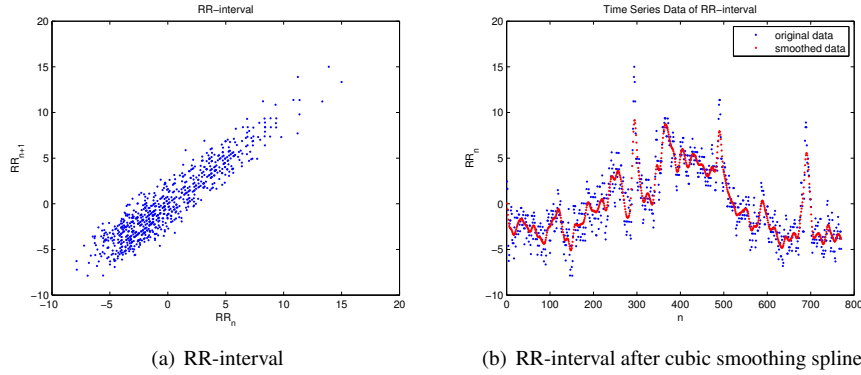 RR-interval
20
15
10
5
0
−5
−10
−10 −5 0 5 10 15 20
RR_{n+1}
RR_n
(a) RR-interval
Time Series Data of RR-interval
original data
smoothed data
20
15
10
5
0
−5
−10
0 100 200 300 400 500 600 700 800
RR_n
n
(b) RR-interval after cubic smoothing spline